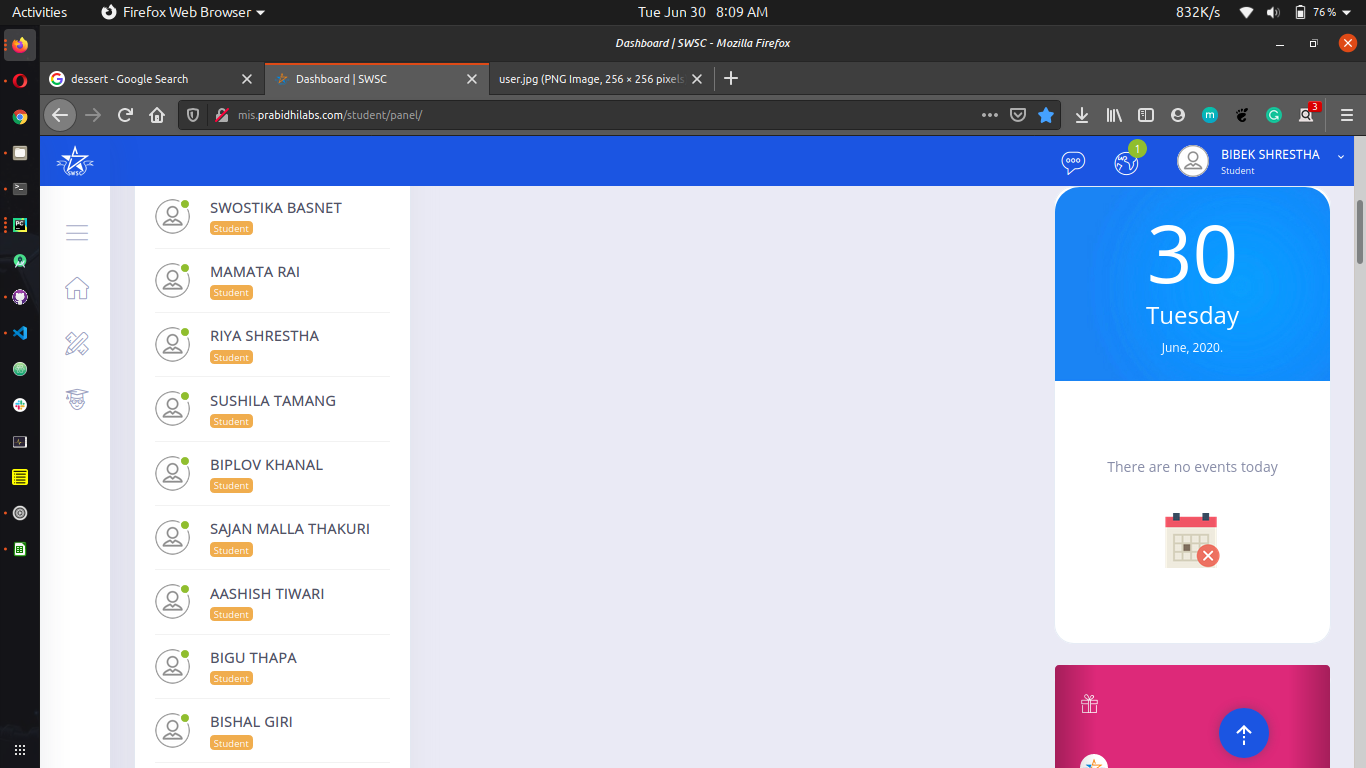 Activities
Firefox Web Browser
Tue Jun 30 8:09 AM
832K/s
76 %
Dashboard | SWSC - Mozilla Firefox
dessert - Google Search
Dashboard | SWSC
user.jpg (PNG Image, 256 × 256 pixels
mis.prabidhilabs.com/student/panel/
3
SWSC
1
BIBEK SHRESTHA
Student
SWOSTIKA BASNET
Student
MAMATA RAI
Student
RIYA SHRESTHA
Student
SUSHILA TAMANG
Student
BIPLOV KHANAL
Student
SAJAN MALLA THAKURI
Student
AASHISH TIWARI
Student
BIGU THAPA
Student
BISHAL GIRI
Student
30
Tuesday
June, 2020.
There are no events today